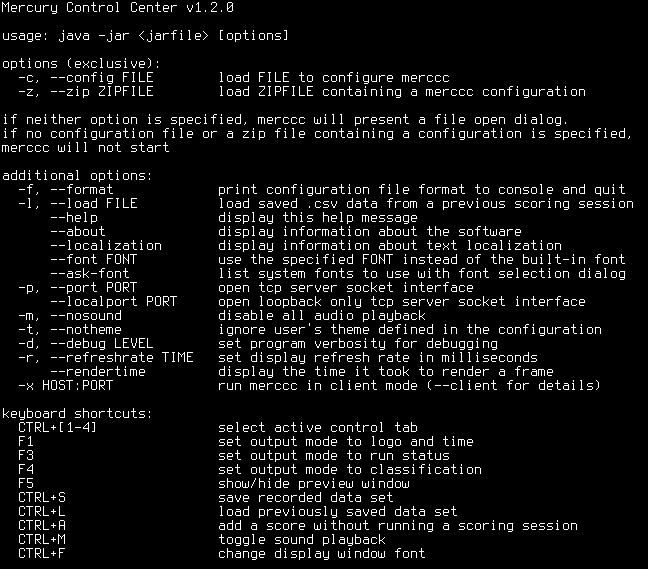 Mercury Control Center v1.2.0
usage: java -jar <jarfile> [options]
options (exclusive):
-c, --config FILE load FILE to configure merccc
-z, --zip ZIPFILE load ZIPFILE containing a merccc configuration
if neither option is specified, merccc will present a file open dialog.
if no configuration file or a zip file containing a configuration is specified,
merccc will not start
additional options:
-f, --format print configuration file format to console and quit
-l, --load FILE load saved .csv data from a previous scoring session
--help display this help message
--about display information about the software
--localization display information about text localization
--font FONT use the specified FONT instead of the built-in font
--ask-font list system fonts to use with font selection dialog
-p, --port PORT open tcp server socket interface
--localport PORT open loopback only tcp server socket interface
-m, --nosound disable all audio playback
-t, --notheme ignore user's theme defined in the configuration
-d, --debug LEVEL set program verbosity for debugging
-r, --refreshrate TIME set display refresh rate in milliseconds
--rendertime display the time it took to render a frame
-x HOST:PORT run merccc in client mode (--client for details)
keyboard shortcuts:
CTRL+[1-4] select active control tab
F1 set output mode to logo and time
F3 set output mode to run status
F4 set output mode to classification
F5 show/hide preview window
CTRL+S save recorded data set
CTRL+L load previously saved data set
CTRL+A add a score without running a scoring session
CTRL+M toggle sound playback
CTRL+F change display window font